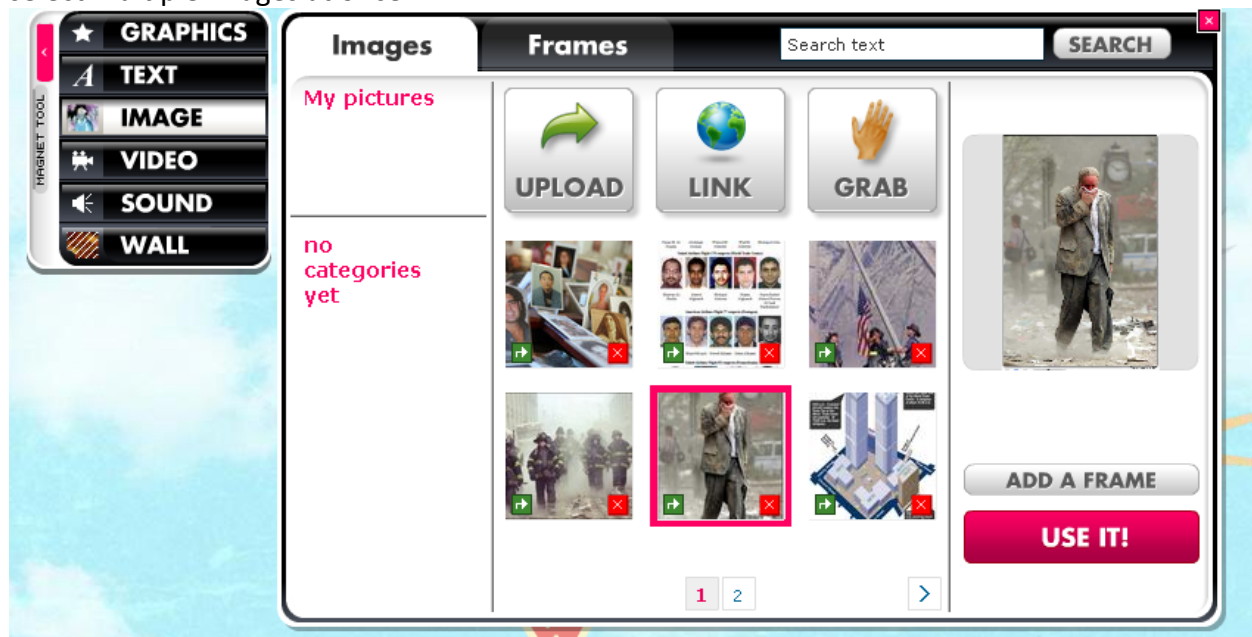 GRAPHICS
TEXT
IMAGE
VIDEO
SOUND
WALL
MAGNET TOOL
Images
Frames
Search text
SEARCH
My pictures
no
categories
yet
UPLOAD
LINK
GRAB
ADD A FRAME
USE IT!
1 2